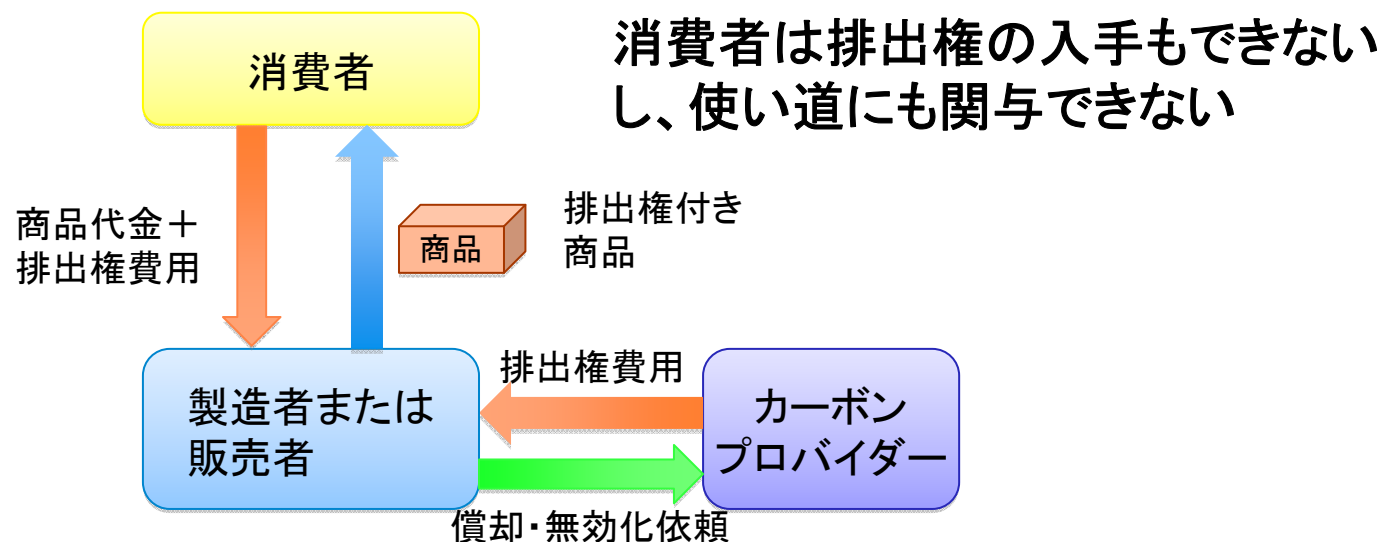 消費者
消費者は排出権の入手もできない
し、使い道にも関与できない
商品代金＋
排出権費用
商品
排出権付き
商品
排出権費用
製造者または
販売者
カーボン
プロバイダー
償却・無効化依頼